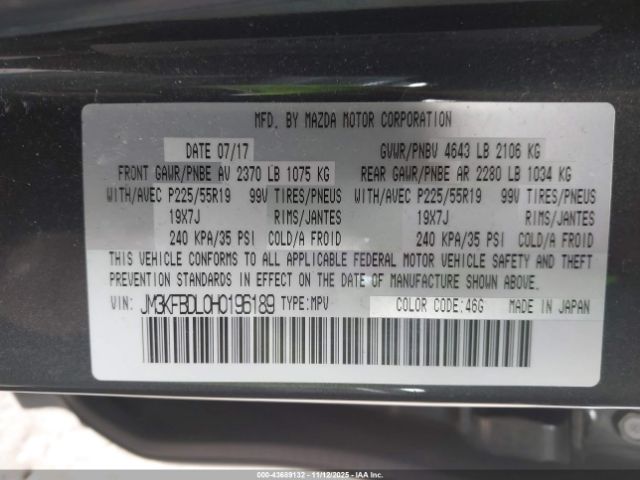 MFD. BY MAZDA MOTOR CORPORATION
DATE 07/17 GVWR/PNBV 4643 LB 2106 KG
FRONT GAWR/PNBE AV 2370 LB 1075 KG REAR GAWR/PNBE AR 2280 LB 1034 KG
WITH/AVEC P225/55R19 99V TIRES/PNEUS WITH/AVEC P225/55R19 99V TIRES/PNEUS
19X7J RIMS/JANTES 19X7J RIMS/JANTES
240 KPA/35 PSI COLD/A FROID 240 KPA/35 PSI COLD/A FROID
THIS VEHICLE CONFORMS TO ALL APPLICABLE FEDERAL MOTOR VEHICLE SAFETY AND THEFT
PREVENTION STANDARDS IN EFFECT ON THE DATE OF MANUFACTURE SHOWN ABOVE.
VIN: JM3KFBDL0H0196189 TYPE:MPV COLOR CODE:46G MADE IN JAPAN
000-43689132 - 11/12/2025 - IAAI Inc.